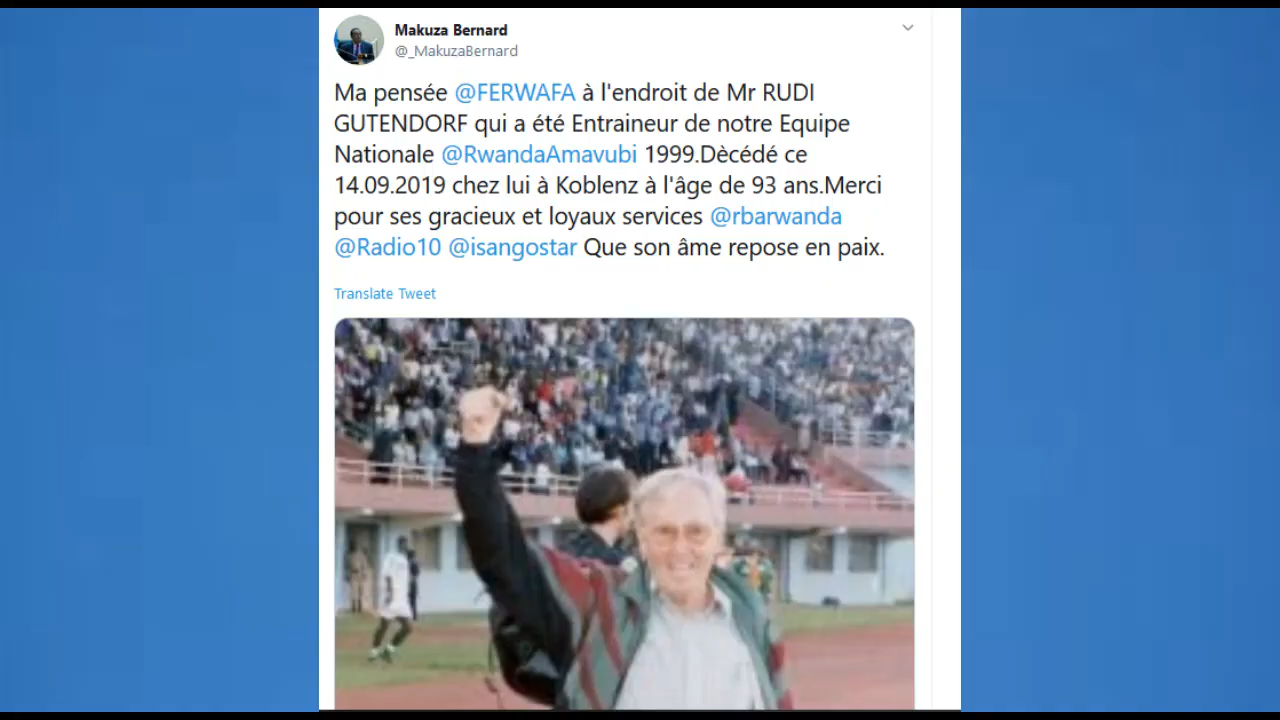 Makuza Bernard
@_MakuzaBernard
Ma pensée @FERWAFA à l'endroit de Mr RUDI
GUTENDORF qui a été Entraineur de notre Equipe
Nationale @RwandaAmavubi 1999.Dècédé ce
14.09.2019 chez lui à Koblenz à l'âge de 93 ans.Merci
pour ses gracieux et loyaux services @rbarwanda
@Radio10 @isangostar Que son âme repose en paix.
Translate Tweet